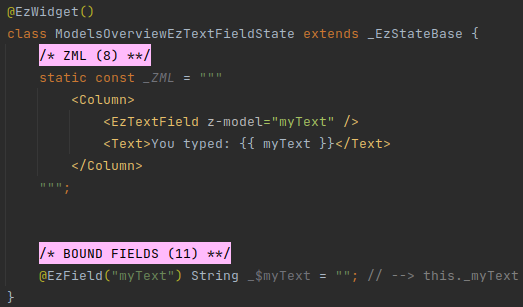 @EzWidget()
class ModelsOverviewEzTextFieldState extends _EzStateBase {
/* ZML (8) **/
static const _ZML = """
<Column>
<EzTextField z-model="myText" />
<Text>You typed: {{ myText }}</Text>
</Column>
""";
/* BOUND FIELDS (11) **/
@EzField("myText") String _$myText = ""; // --> this._myText
}